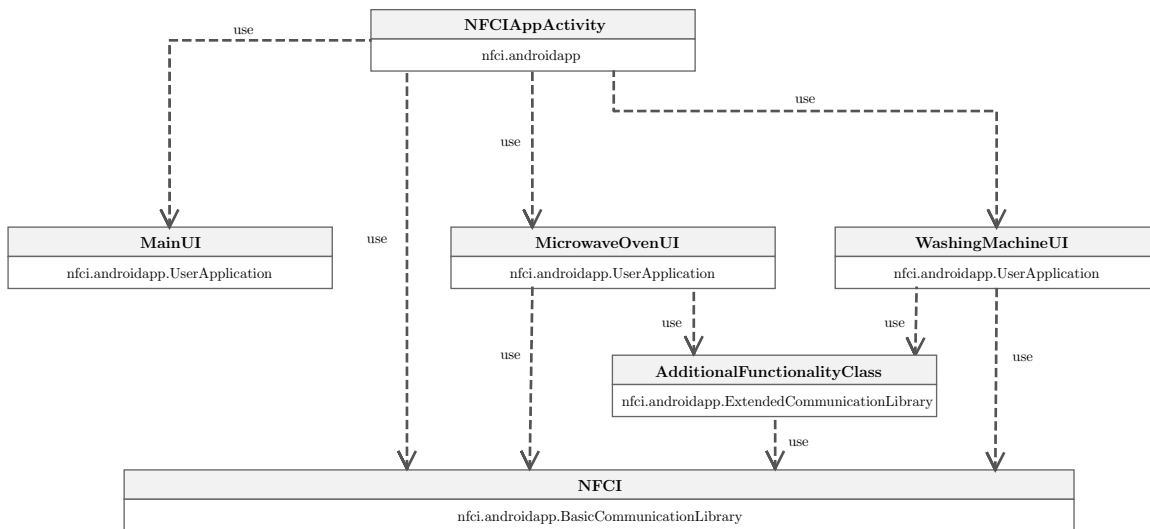 NFCIAppActivity
nfci.androidapp
use
use
use
use
MainUI
nfci.androidapp.UserApplication
MicrowaveOvenUI
nfci.androidapp.UserApplication
WashingMachineUI
nfci.androidapp.UserApplication
use
use
use
use
AdditionalFunctionalityClass
nfci.androidapp.ExtendedCommunicationLibrary
use
NFCI
nfci.androidapp.BasicCommunicationLibrary